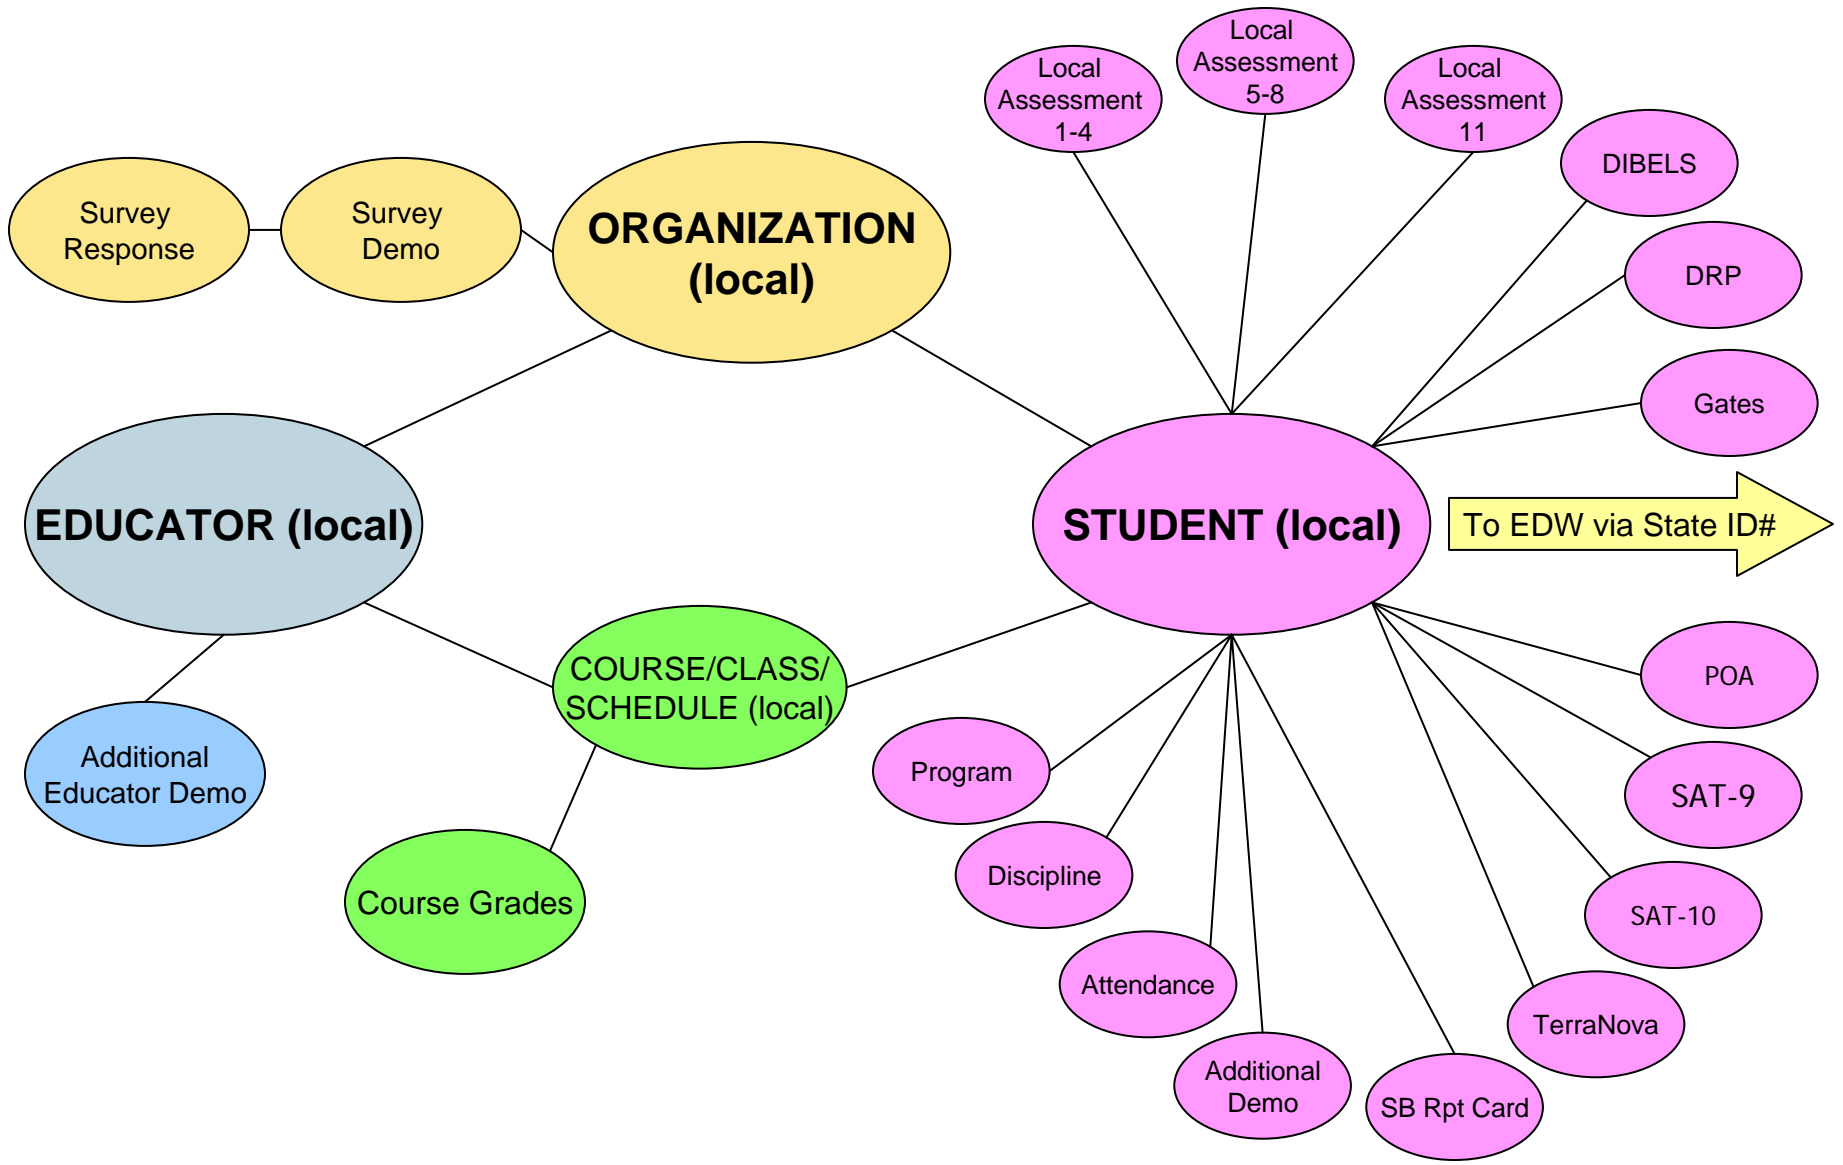 Local
Assessment
1-4
Local
Assessment
5-8
Local
Assessment
11
DIBELS
DRP
Gates
Survey
Response
Survey
Demo
ORGANIZATION
(local)
EDUCATOR (local)
STUDENT (local)
To EDW via State ID#
COURSE/CLASS/
SCHEDULE (local)
Additional
Educator Demo
Course Grades
Program
Discipline
Attendance
Additional
Demo
SB Rpt Card
TerraNova
SAT-10
SAT-9
POA